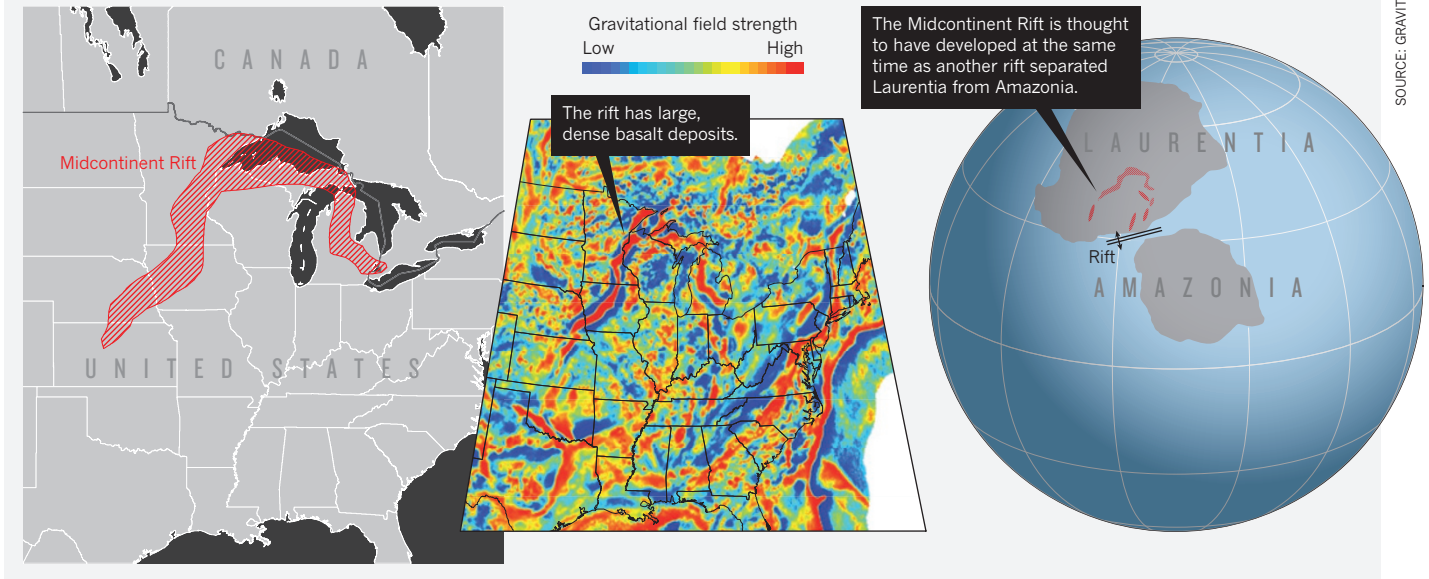 CANADA
Midcontinent Rift
UNITED STATES
Gravitational field strength
Low High
The rift has large,
dense basalt deposits.
The Midcontinent Rift is thought
to have developed at the same
time as another rift separated
Laurentia from Amazonia.
LAURENTIA
Rift
AMAZONIA
SOURCE: